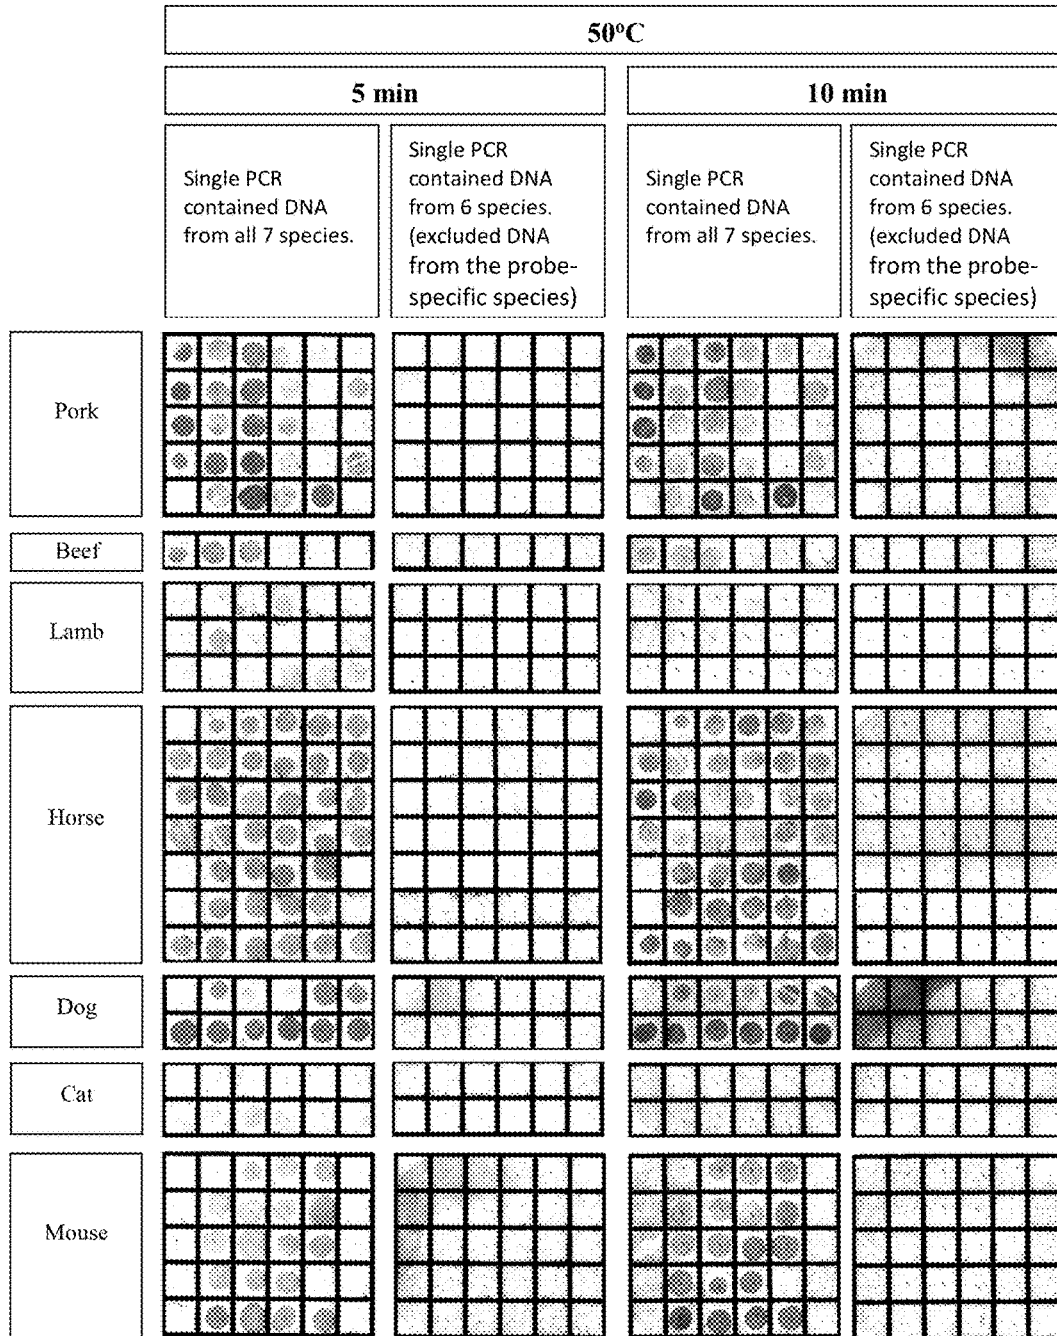 50ºC
5 min
10 min
Single PCR
contained DNA
from all 7 species.
Single PCR
contained DNA
from 6 species.
(excluded DNA
from the probe-
specific species)
Single PCR
contained DNA
from all 7 species.
Single PCR
contained DNA
from 6 species.
(excluded DNA
from the probe-
specific species)
Pork
Beef
Lamb
Horse
Dog
Cat
Mouse